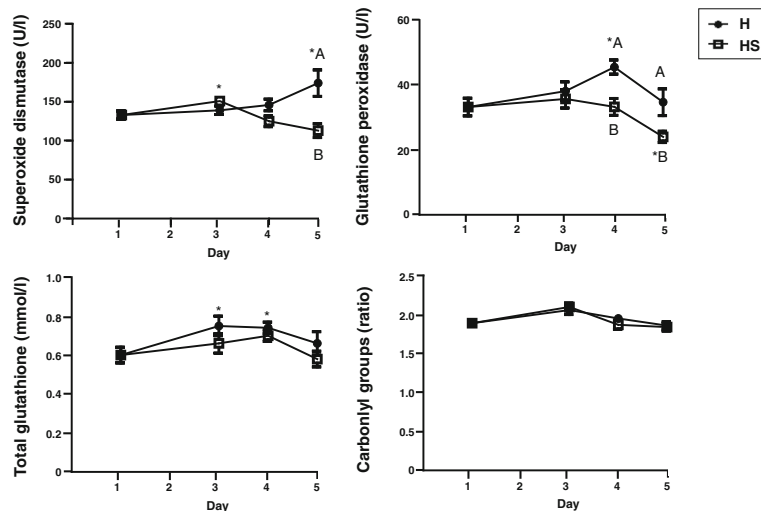 H
HS
Superoxide dismutase (U/l)
250
200
150
100
50
0
*
*A
B
1 2 3 4 5
Day
Glutathione peroxidase (U/l)
60
40
20
0
*A
A
B
*B
1 2 3 4 5
Day
Total glutathione (mmol/l)
1.0
0.8
0.6
0.4
0.2
0
* *
1 2 3 4 5
Day
Carbonlyl groups (ratio)
2.5
2.0
1.5
1.0
0.5
0
1 2 3 4 5
Day